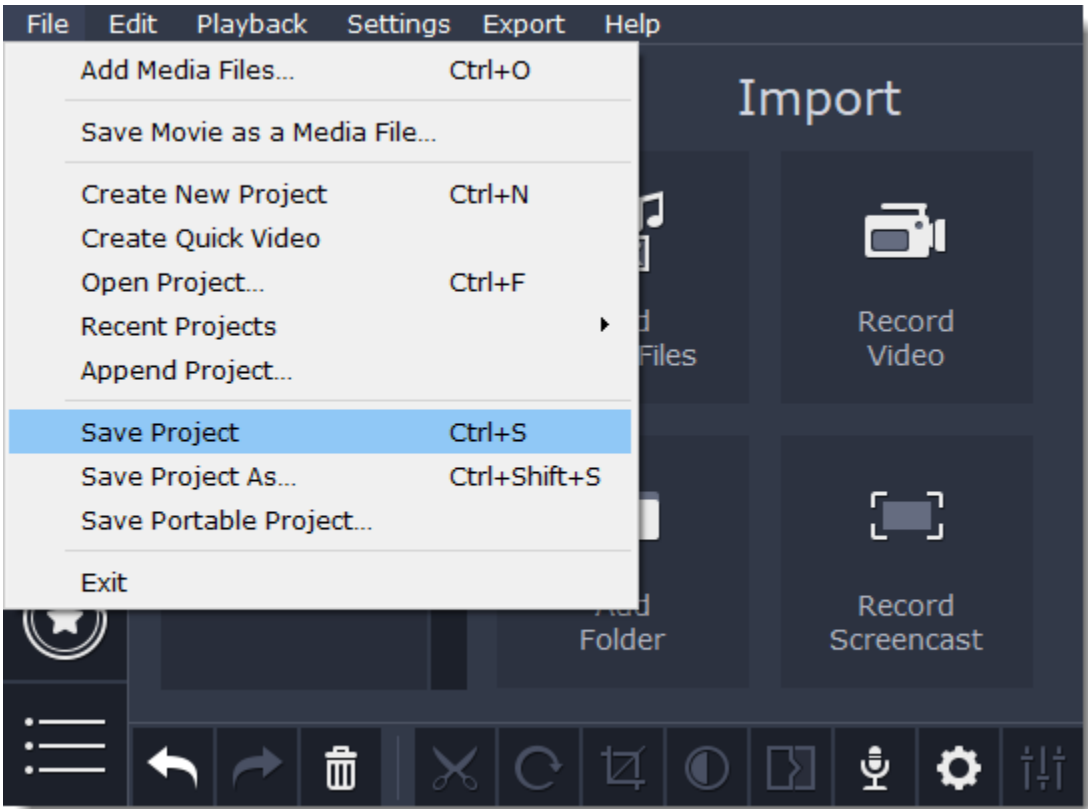 File Edit Playback Settings Export Help
Add Media Files... Ctrl+O
Save Movie as a Media File...
Create New Project Ctrl+N
Create Quick Video
Open Project... Ctrl+F
Recent Projects
Append Project...
Save Project Ctrl+S
Save Project As... Ctrl+Shift+S
Save Portable Project...
Exit
Import
Files
Record
Video
Add
Folder
Record
Screencast